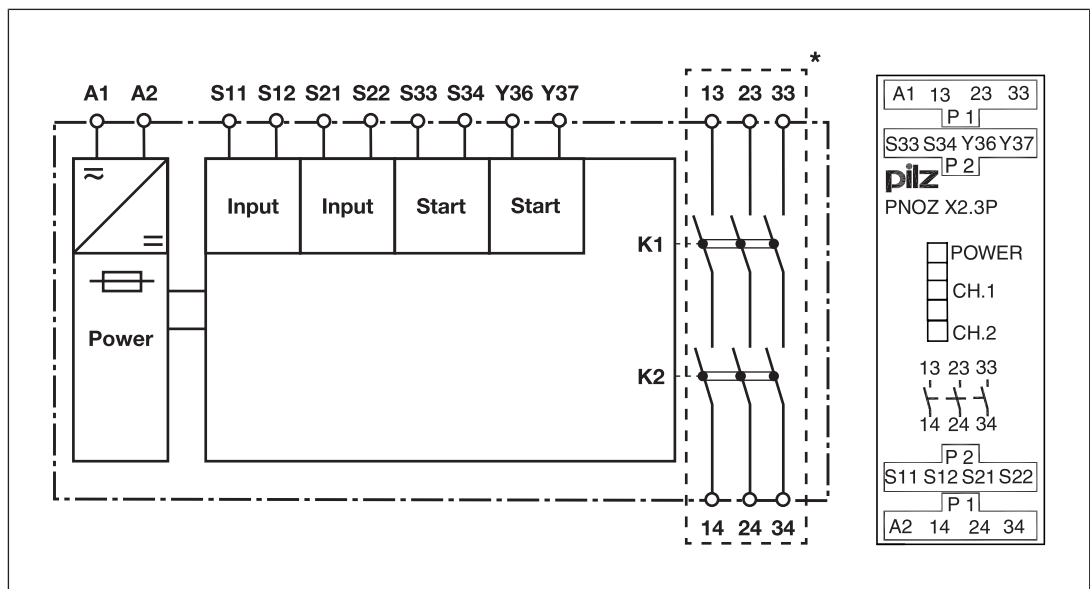 *
A1 A2 S11 S12 S21 S22 S33 S34 Y36 Y37 13 23 33
Input Input Start Start
K1
Power
K2
14 24 34
A1 13 23 33
P 1
S33 S34 Y36 Y37
P 2
pilz
PNOZ X2.3P
POWER
CH.1
CH.2
13 23 33
14 24 34
P 2
S11 S12 S21 S22
P 1
A2 14 24 34